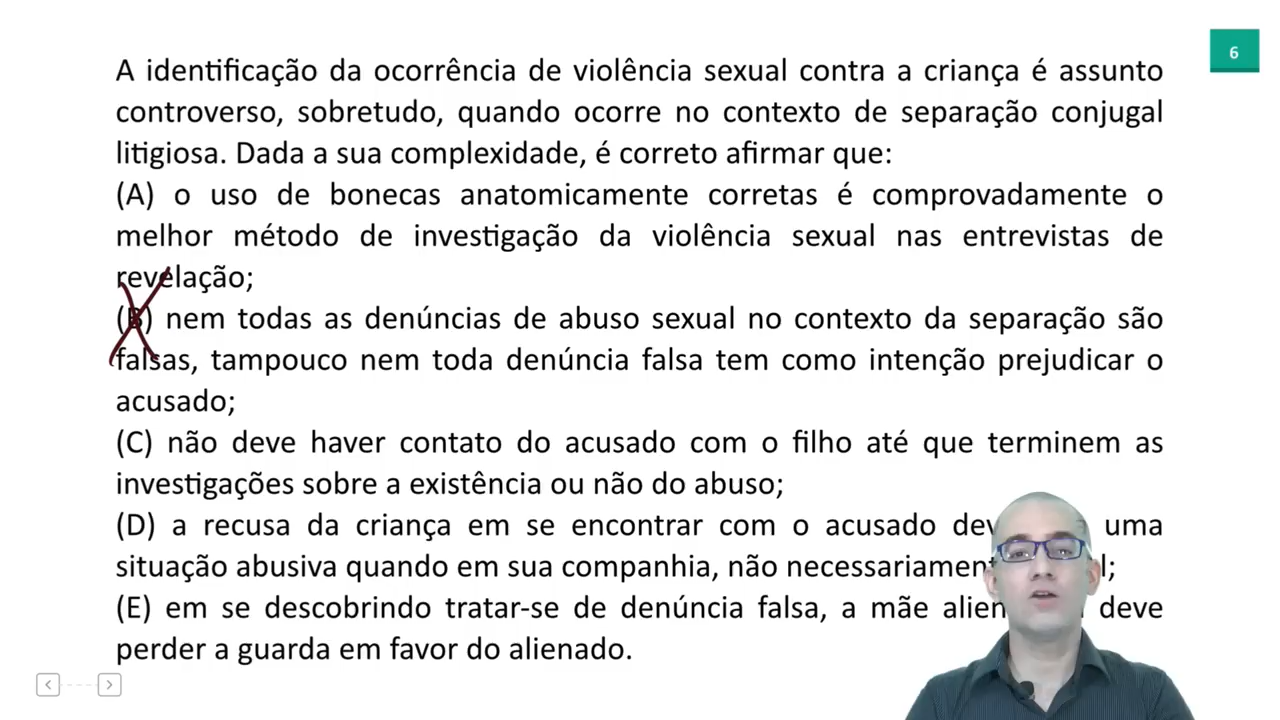 6
A identificação da ocorrência de violência sexual contra a criança é assunto
controverso, sobretudo, quando ocorre no contexto de separação conjugal
litigiosa. Dada a sua complexidade, é correto afirmar que:
(A) o uso de bonecas anatomicamente corretas é comprovadamente o
melhor método de investigação da violência sexual nas entrevistas de
revelação;
(B) nem todas as denúncias de abuso sexual no contexto da separação são
falsas, tampouco nem toda denúncia falsa tem como intenção prejudicar o
acusado;
(C) não deve haver contato do acusado com o filho até que terminem as
investigações sobre a existência ou não do abuso;
(D) a recusa da criança em se encontrar com o acusado uma
situação abusiva quando em sua companhia, não
(E) em se descobrindo tratar-se de denúncia falsa, a mãe deve
perder a guarda em favor do alienado.